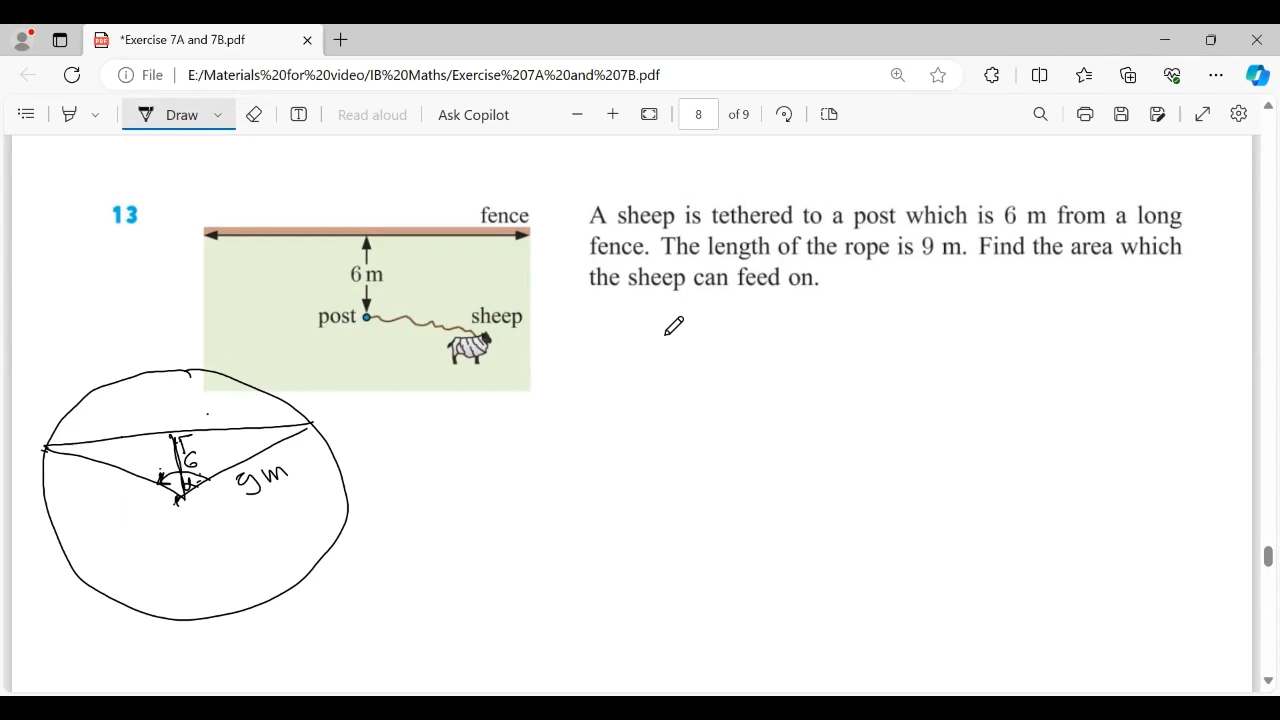 *Exercise 7A and 7B.pdf
File
E:/Materials%20for%20video/IB%20Maths/Exercise%207A%20and%207B.pdf
Draw
Read aloud
Ask Copilot
8
of 9
13
fence
6 m
post
sheep
A sheep is tethered to a post which is 6 m from a long
fence. The length of the rope is 9 m. Find the area which
the sheep can feed on.
6
9m
α